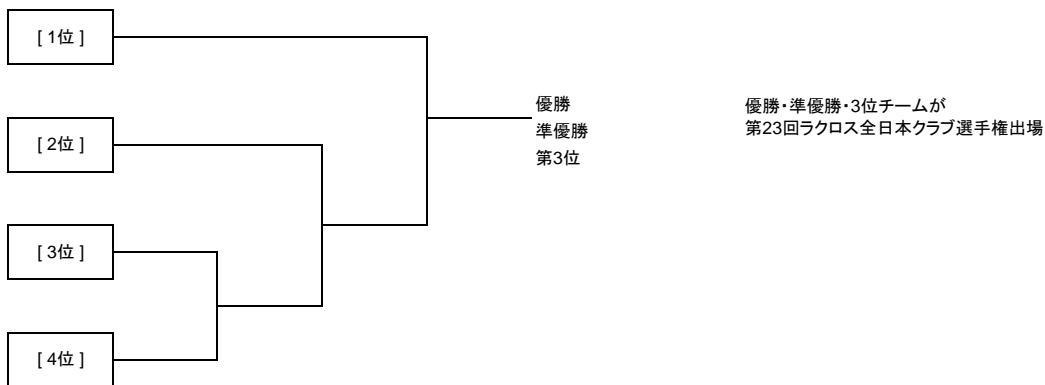 [ 1位 ]
優勝
準優勝
第3位
優勝・準優勝・3位チームが
第23回ラクロス全日本クラブ選手権出場
[ 2位 ]
[ 3位 ]
[ 4位 ]